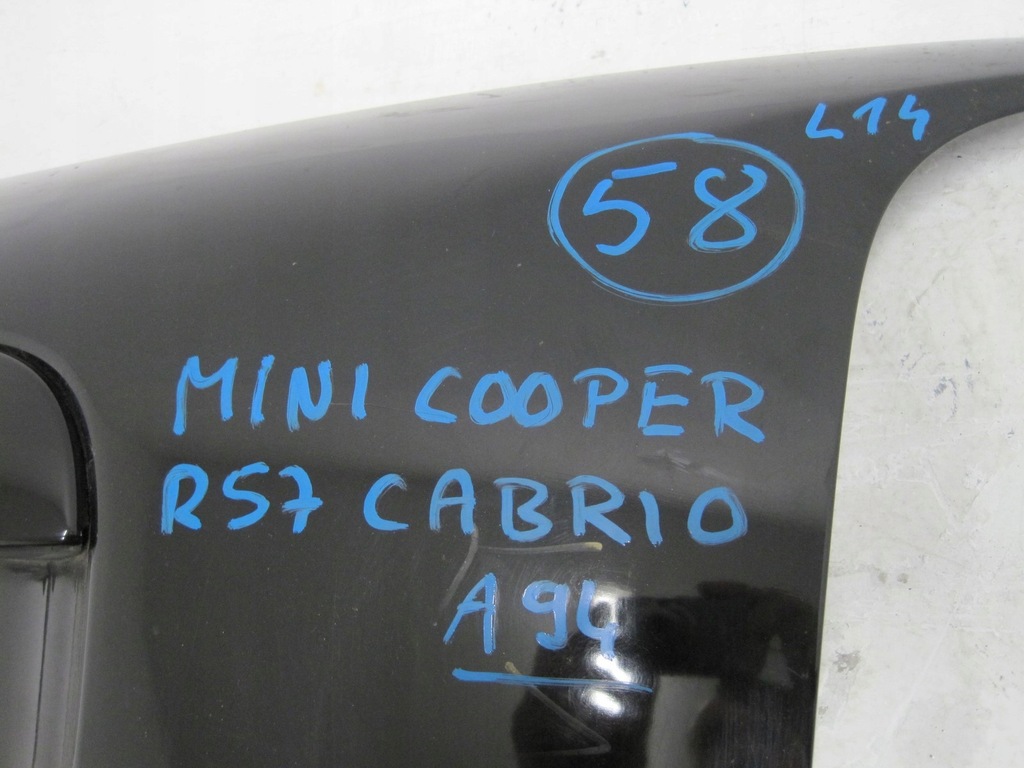 L14
58
MINI COOPER
R57 CABRIO
A94